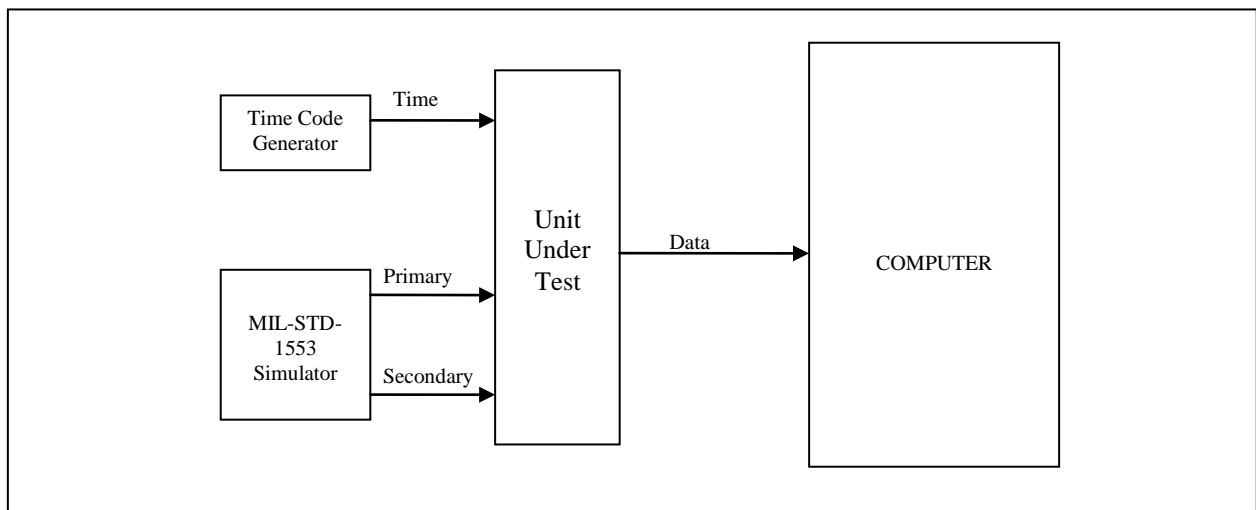 Time Code
Generator
Time
MIL-STD-
1553
Simulator
Primary
Secondary
Unit
Under
Test
Data
COMPUTER